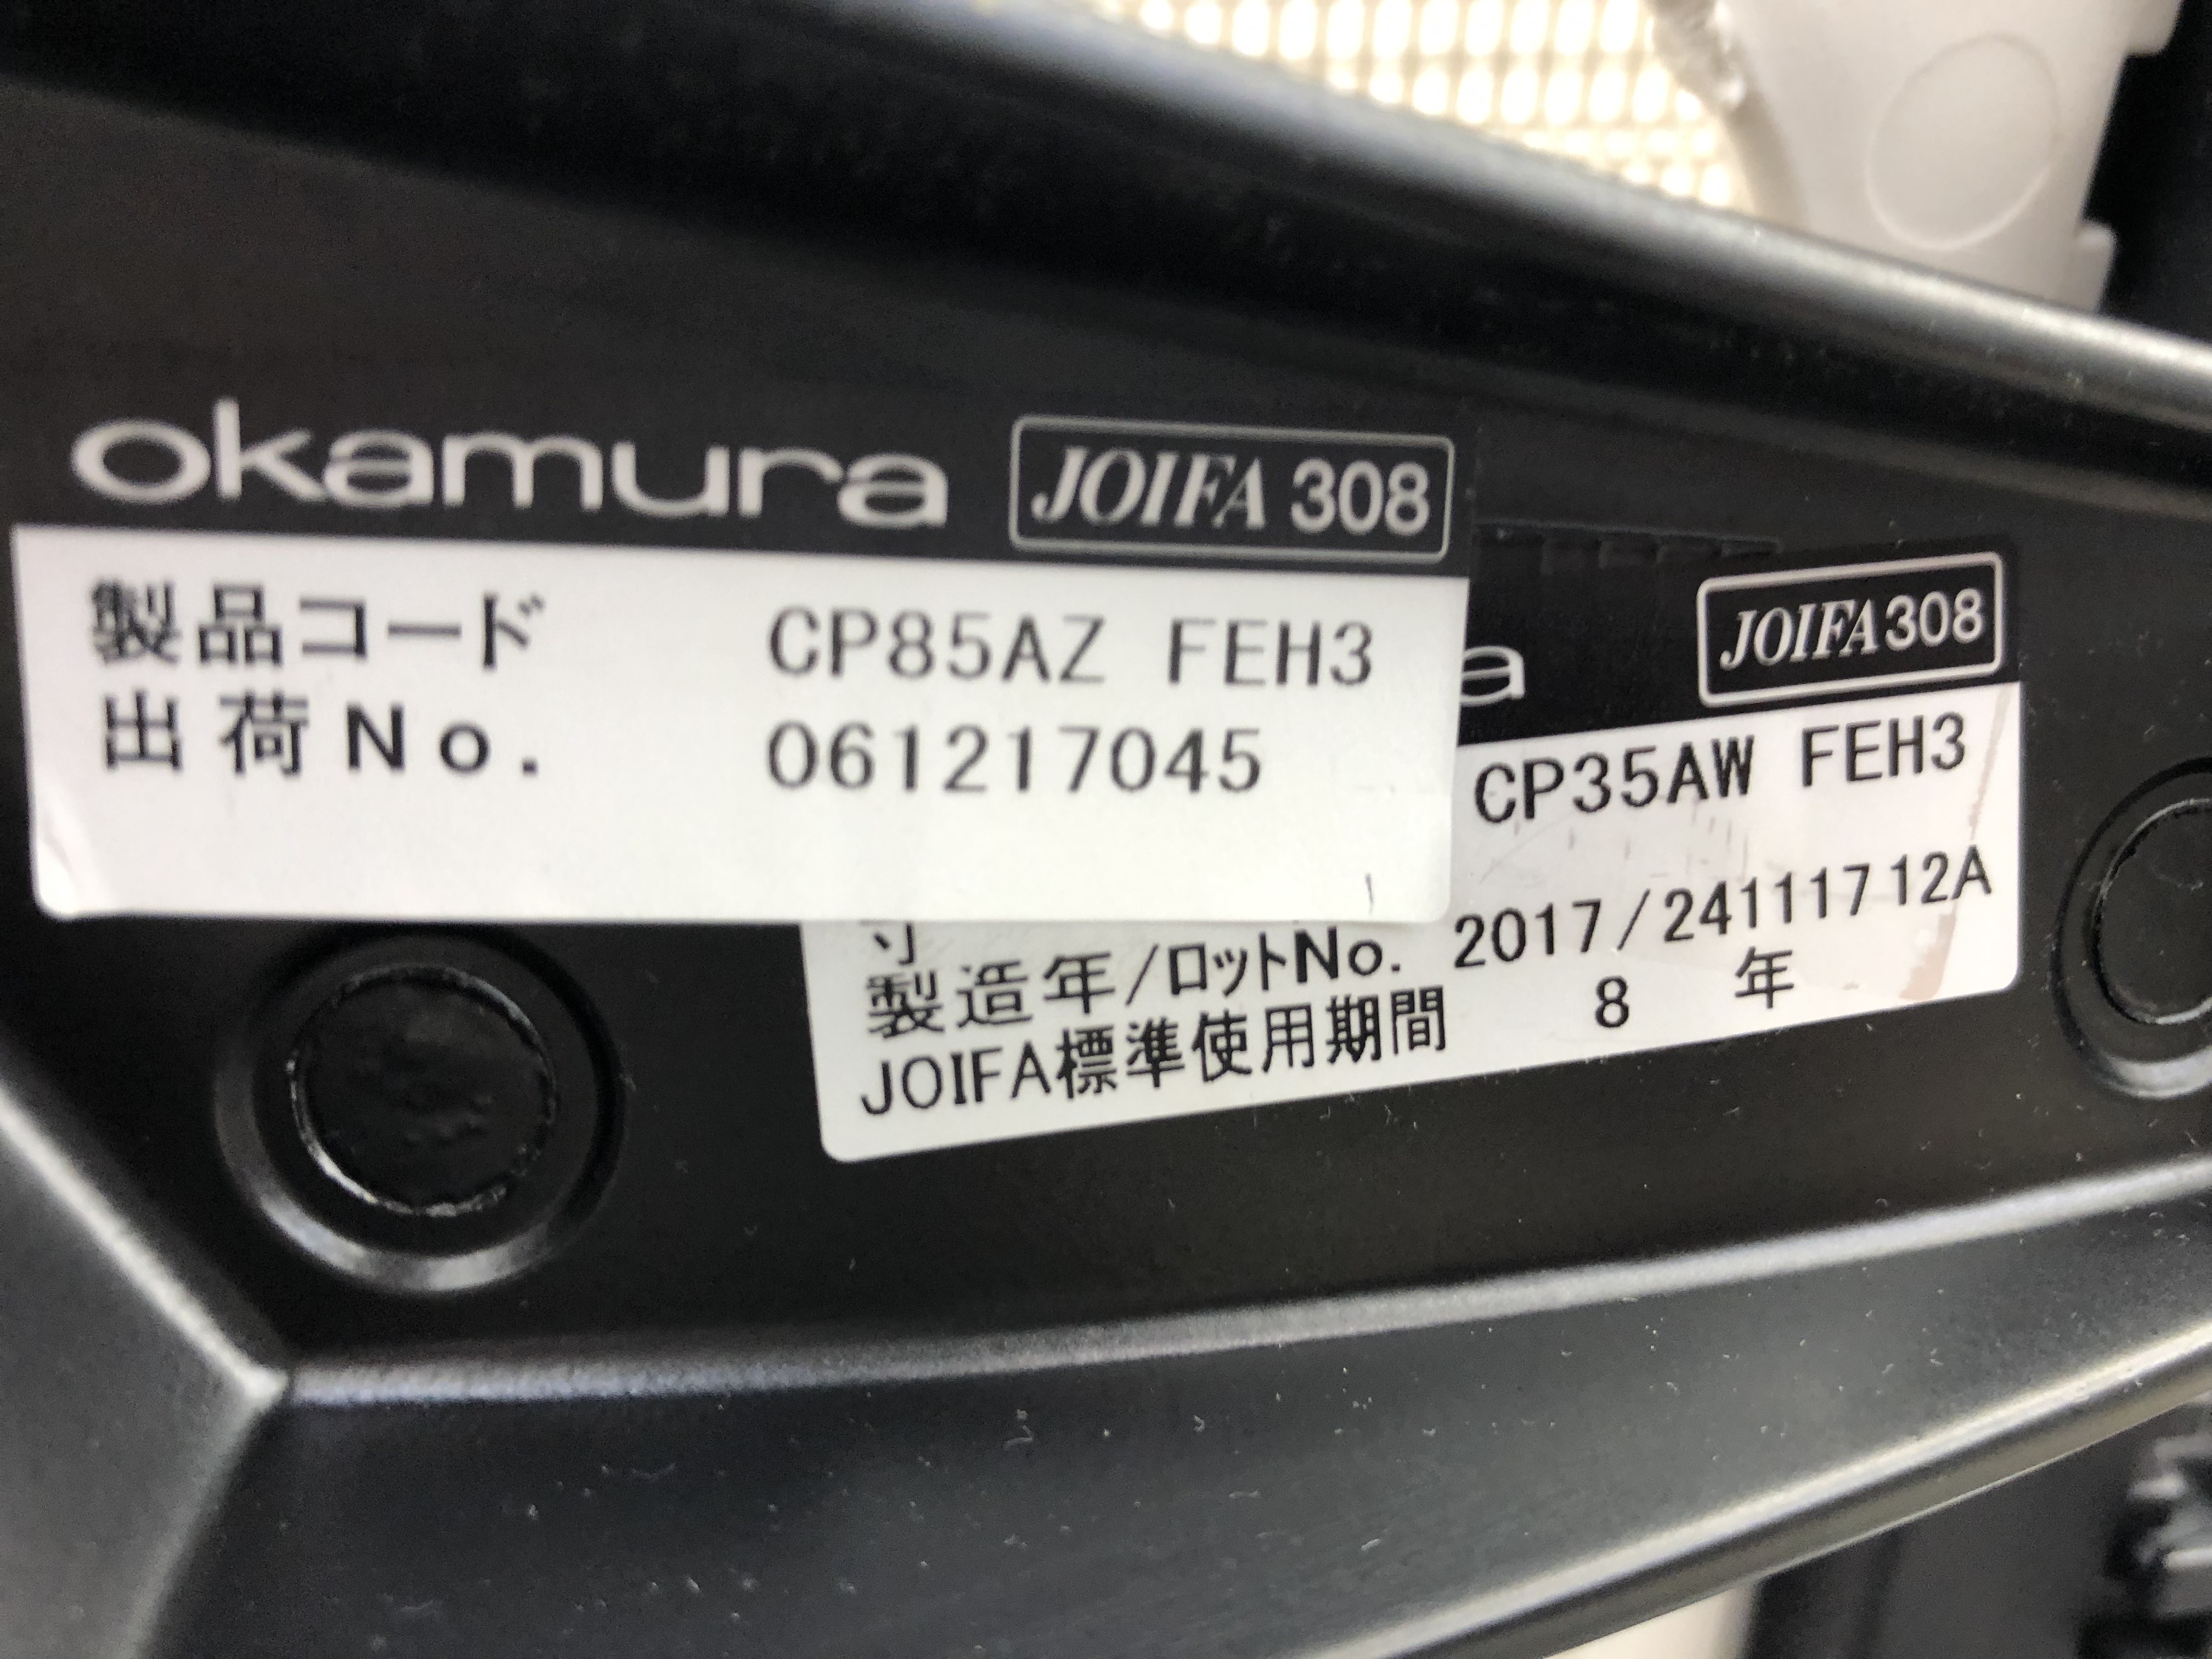 okamura JOIFA 308
製品コード CP85AZ FEH3
出荷No. 061217045
a JOIFA308
CP35AW FEH3
寸
製造年/ロットNo. 2017/24111712A
JOIFA標準使用期間 8 年